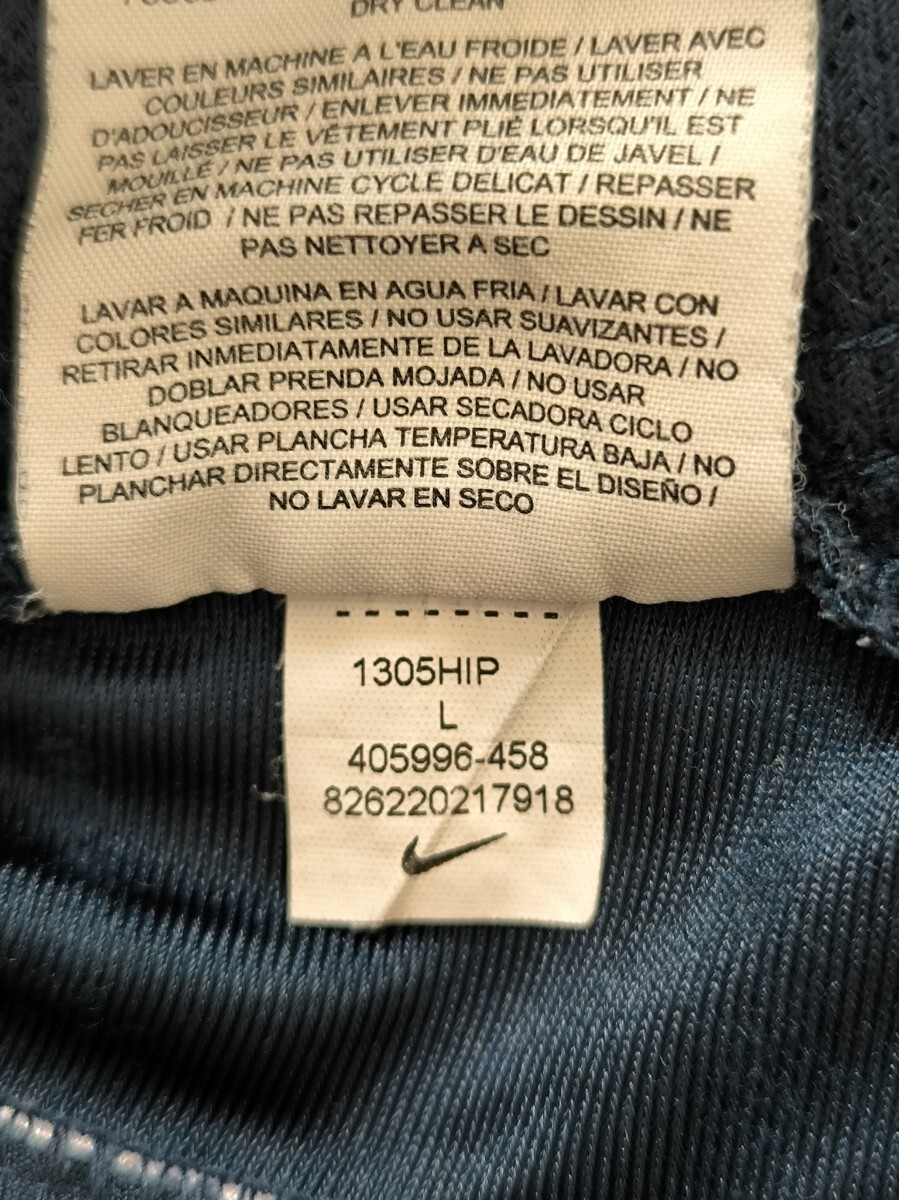 DRY CLEAN
LAVER EN MACHINE A L'EAU FROIDE / LAVER AVEC
COULEURS SIMILAIRES / NE PAS UTILISER
D'ADOUCISSEUR / ENLEVER IMMEDIATEMENT / NE
PAS LAISSER LE VÊTEMENT PLIÉ LORSQU'IL EST
MOUILLÉ / NE PAS UTILISER D'EAU DE JAVEL /
SECHER EN MACHINE CYCLE DELICAT / REPASSER
FER FROID / NE PAS REPASSER LE DESSIN / NE
PAS NETTOYER A SEC
LAVAR A MAQUINA EN AGUA FRIA / LAVAR CON
COLORES SIMILARES / NO USAR SUAVIZANTES /
RETIRAR INMEDIATAMENTE DE LA LAVADORA / NO
DOBLAR PRENDA MOJADA / NO USAR
BLANQUEADORES / USAR SECADORA CICLO
LENTO / USAR PLANCHA TEMPERATURA BAJA / NO
PLANCHAR DIRECTAMENTE SOBRE EL DISEÑO /
NO LAVAR EN SECO
1305HIP
L
405996-458
826220217918